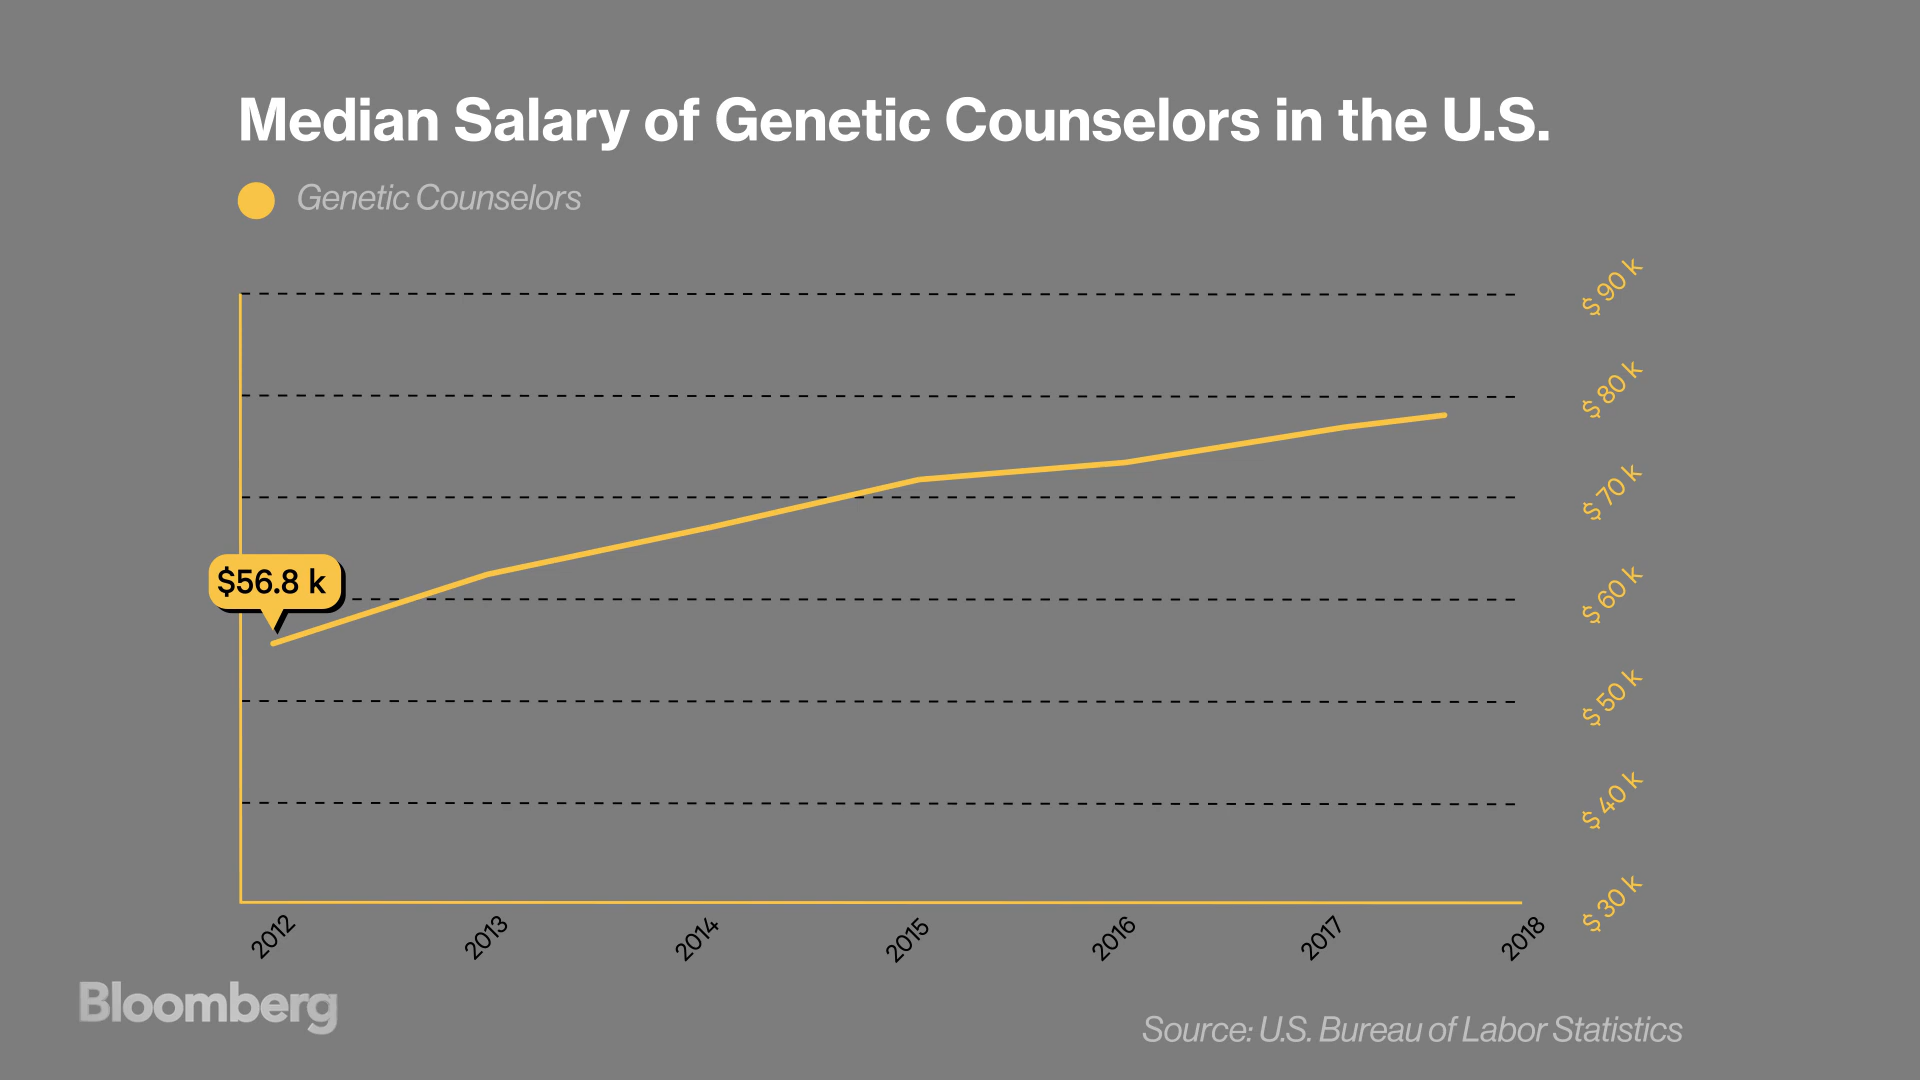 Median Salary of Genetic Counselors in the U.S.
Genetic Counselors
$ 90 k
$ 80 k
$ 70 k
$56.8 k
$ 60 k
$ 50 k
$ 40 k
$ 30 k
2012 2013 2014 2015 2016 2017 2018
Bloomberg
Source: U.S. Bureau of Labor Statistics